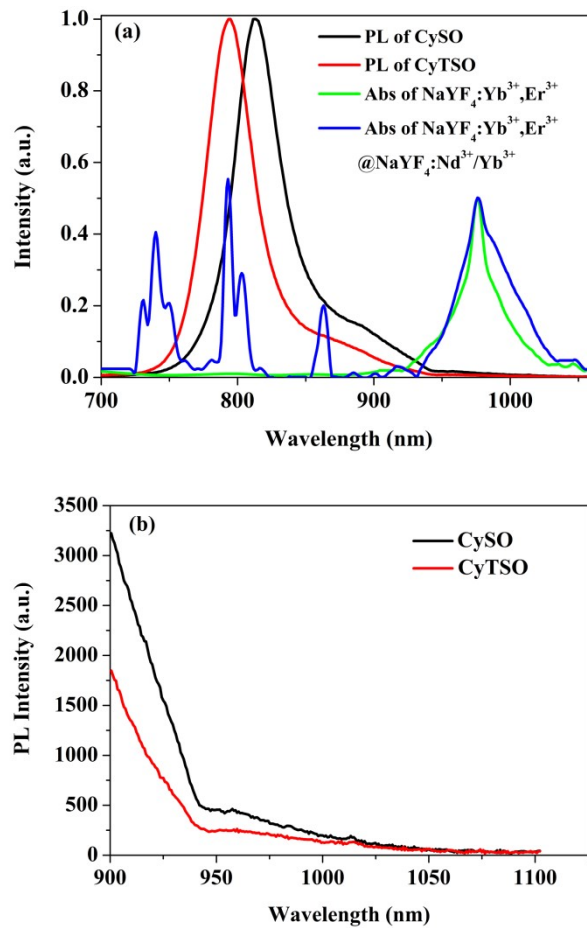 (a)
PL of CySO
PL of CyTSO
Abs of NaYF₄:Yb³⁺,Er³⁺
Abs of NaYF₄:Yb³⁺,Er³⁺
@NaYF₄:Nd³⁺/Yb³⁺
Intensity (a.u.)
1.0
0.8
0.6
0.4
0.2
0.0
700 800 900 1000
Wavelength (nm)
(b)
CySO
CyTSO
PL Intensity (a.u.)
3500
3000
2500
2000
1500
1000
500
0
900 950 1000 1050 1100
Wavelength (nm)